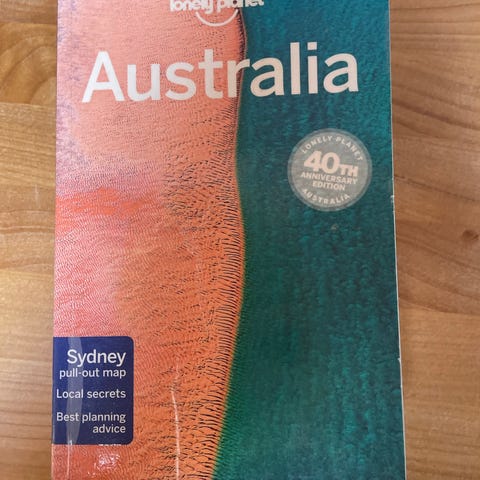 lonely planet
Australia
LONELY PLANET
40TH
ANNIVERSARY
EDITION
AUSTRALIA
Sydney
pull-out map
Local secrets
Best planning
advice